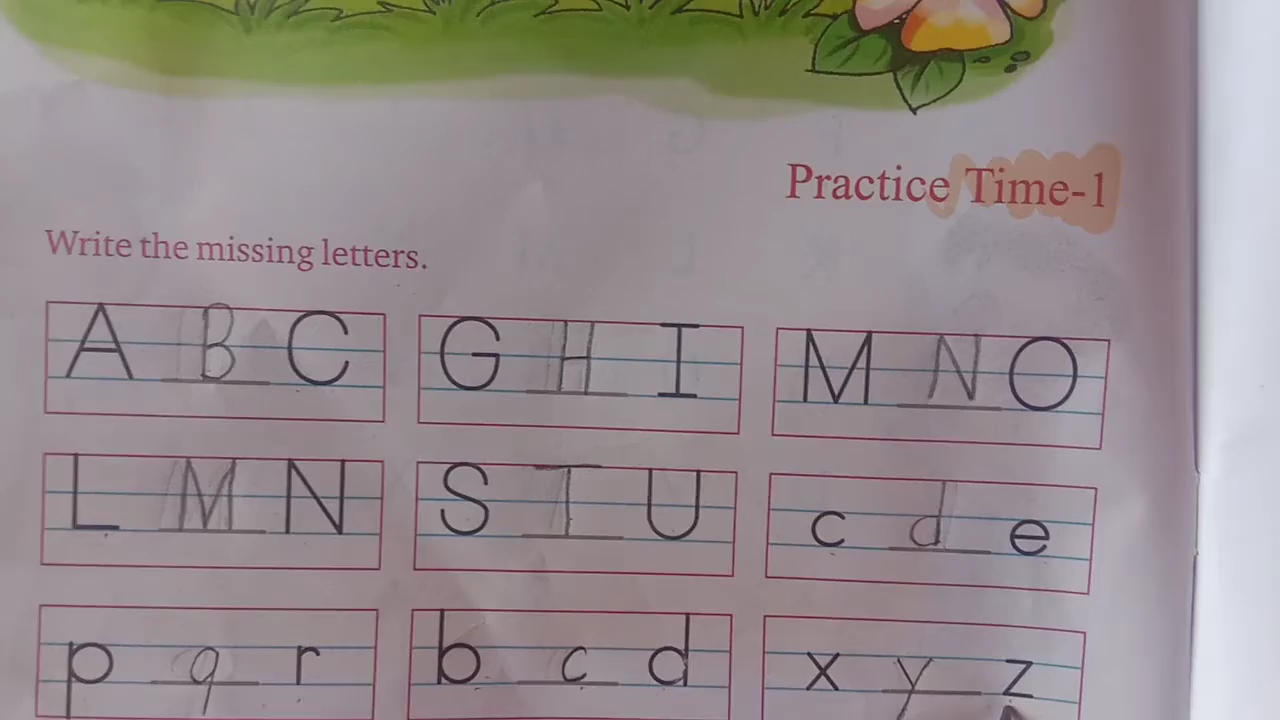 Practice Time-1
Write the missing letters.
A B C G H I M N O
L M N S T U c d e
p q r b c d x y z